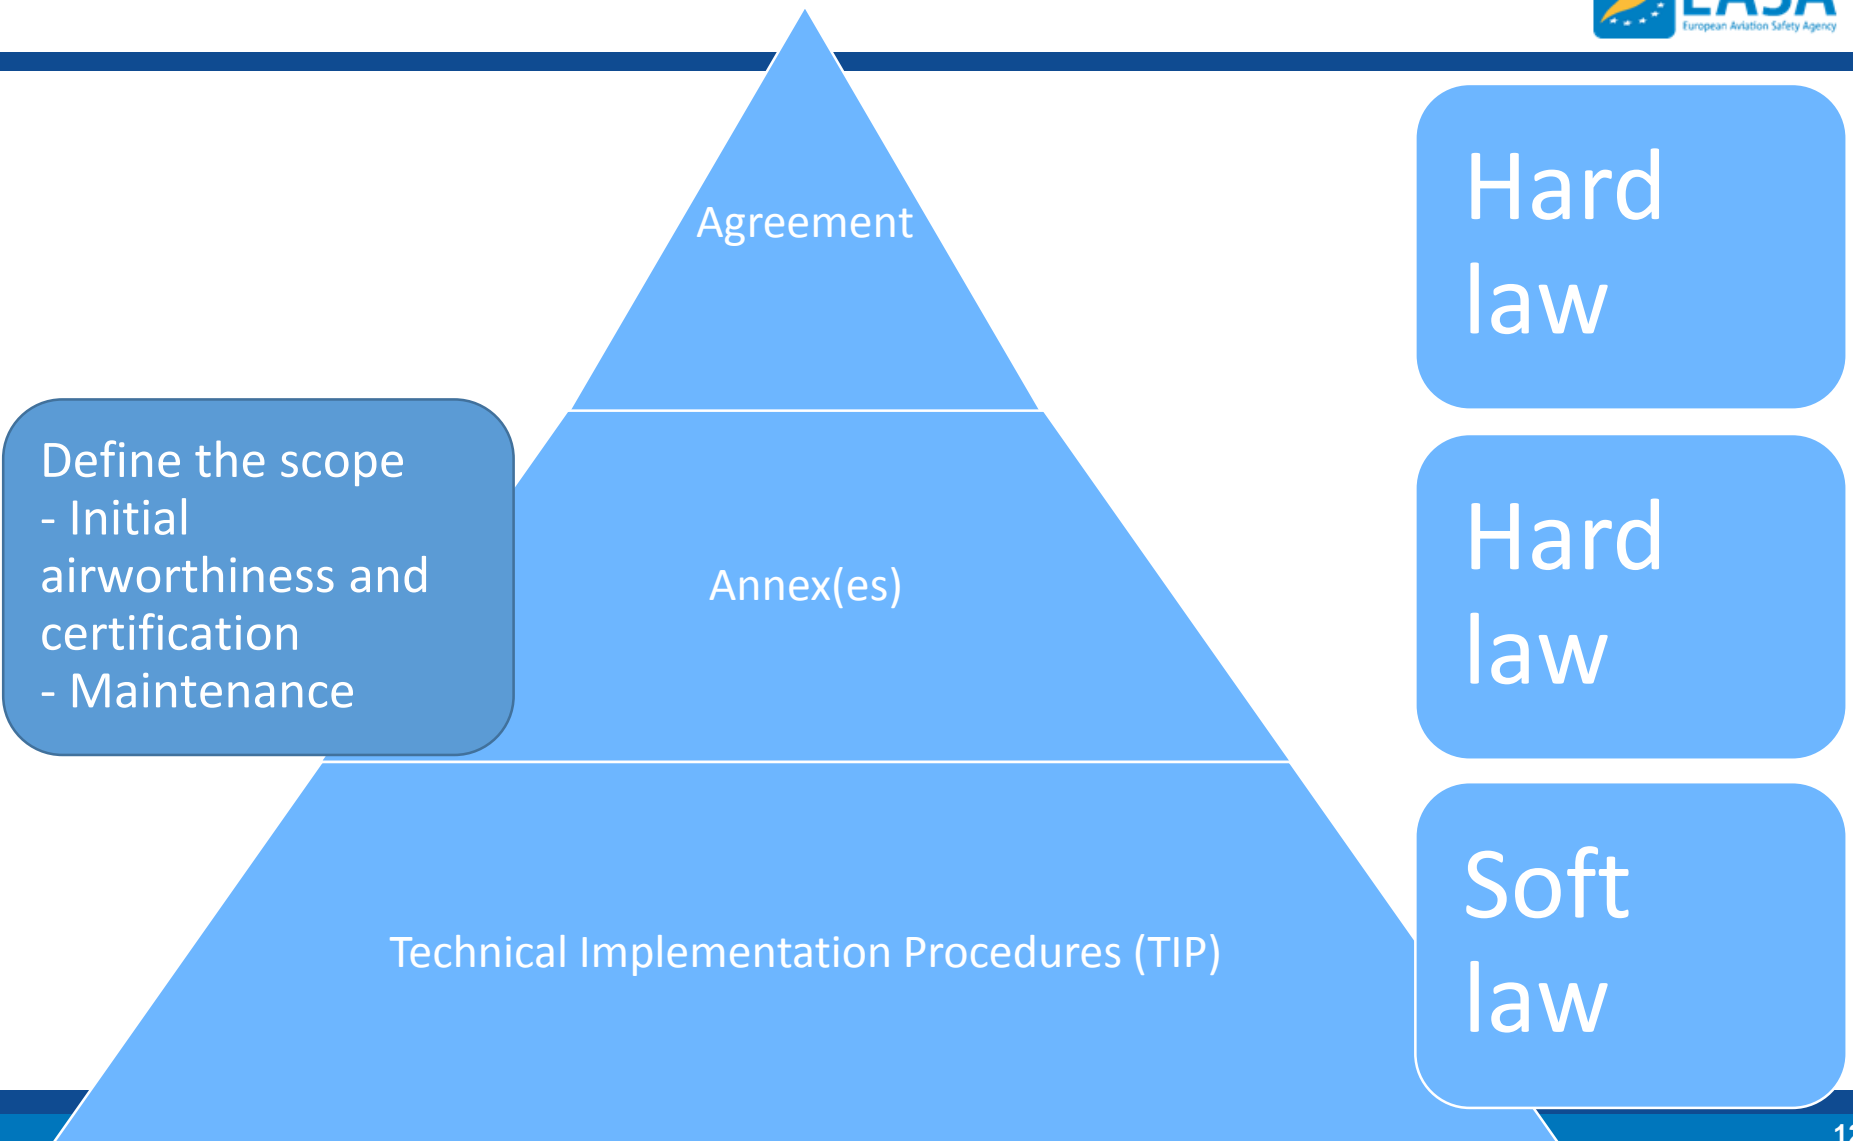 EASA
European Aviation Safety Agency
Agreement
Hard
law
Define the scope
- Initial
airworthiness and
certification
- Maintenance
Annex(es)
Hard
law
Technical Implementation Procedures (TIP)
Soft
law